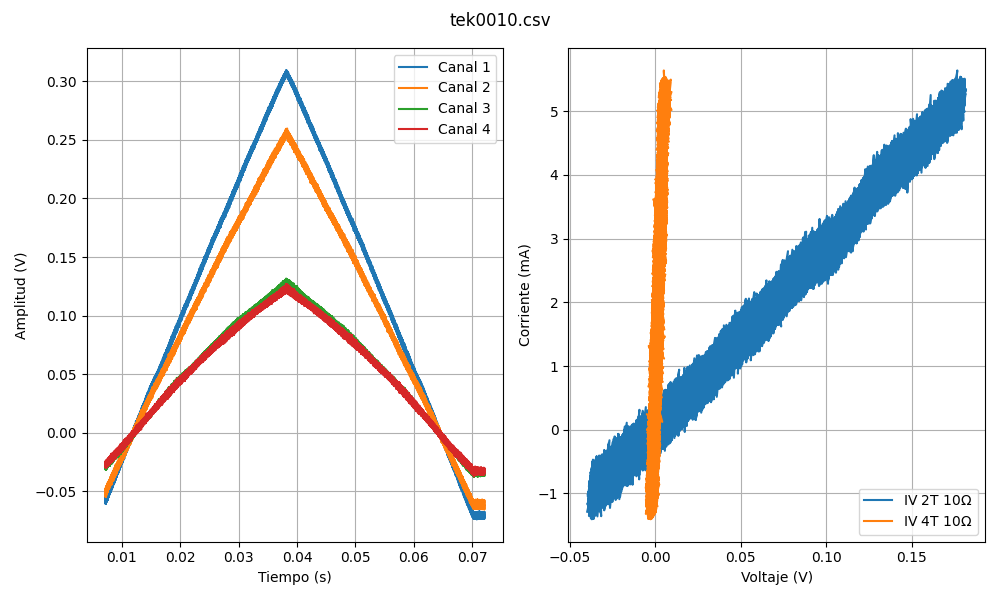 tek0010.csv
Amplitud (V)
0.30
0.25
0.20
0.15
0.10
0.05
0.00
−0.05
Canal 1
Canal 2
Canal 3
Canal 4
0.01 0.02 0.03 0.04 0.05 0.06 0.07
Tiempo (s)
Corriente (mA)
5
4
3
2
1
0
−1
IV 2T 10Ω
IV 4T 10Ω
−0.05 0.00 0.05 0.10 0.15
Voltaje (V)